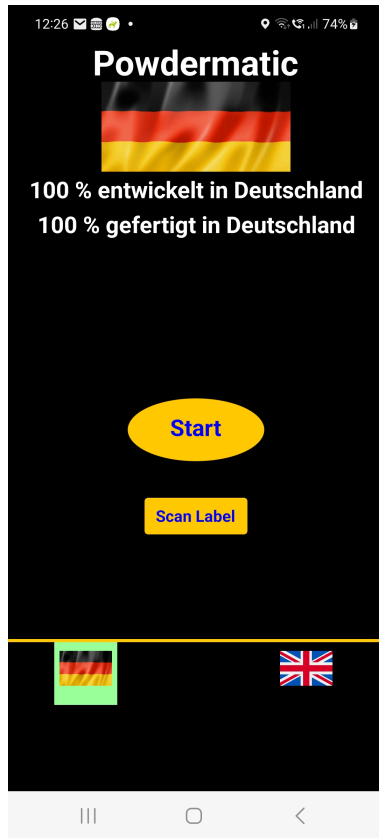 12:26
74%
Powdermatic
100 % entwickelt in Deutschland
100 % gefertigt in Deutschland
Start
Scan Label